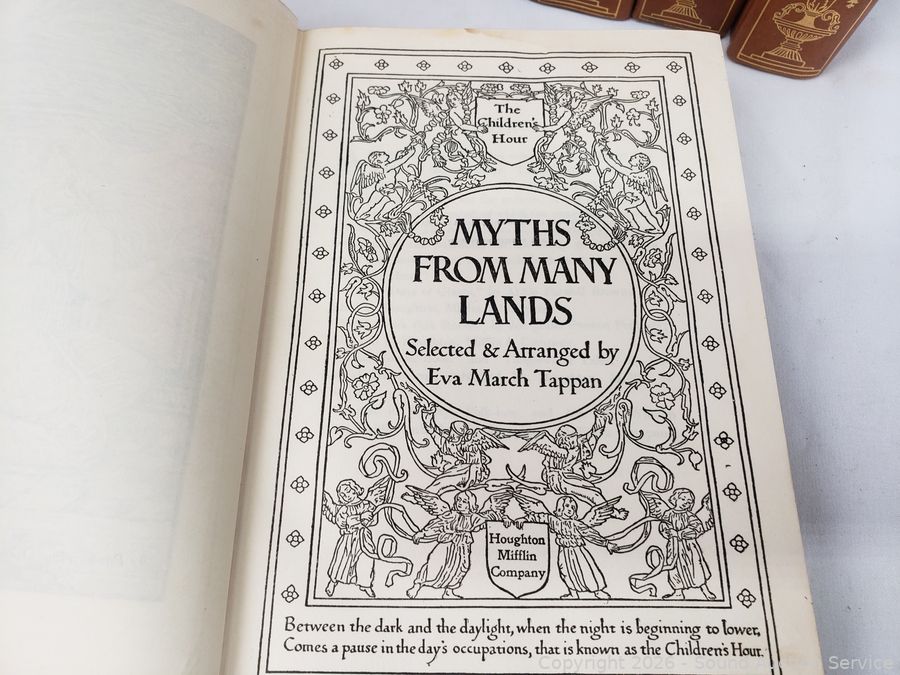 The
Children's
Hour
MYTHS
FROM MANY
LANDS
Selected & Arranged by
Eva March Tappan
Houghton
Mifflin
Company
Between the dark and the daylight, when the night is beginning to lower,
Comes a pause in the day's occupations, that is known as the Children's Hour.
Copyright 2026 - Sound Auction Service